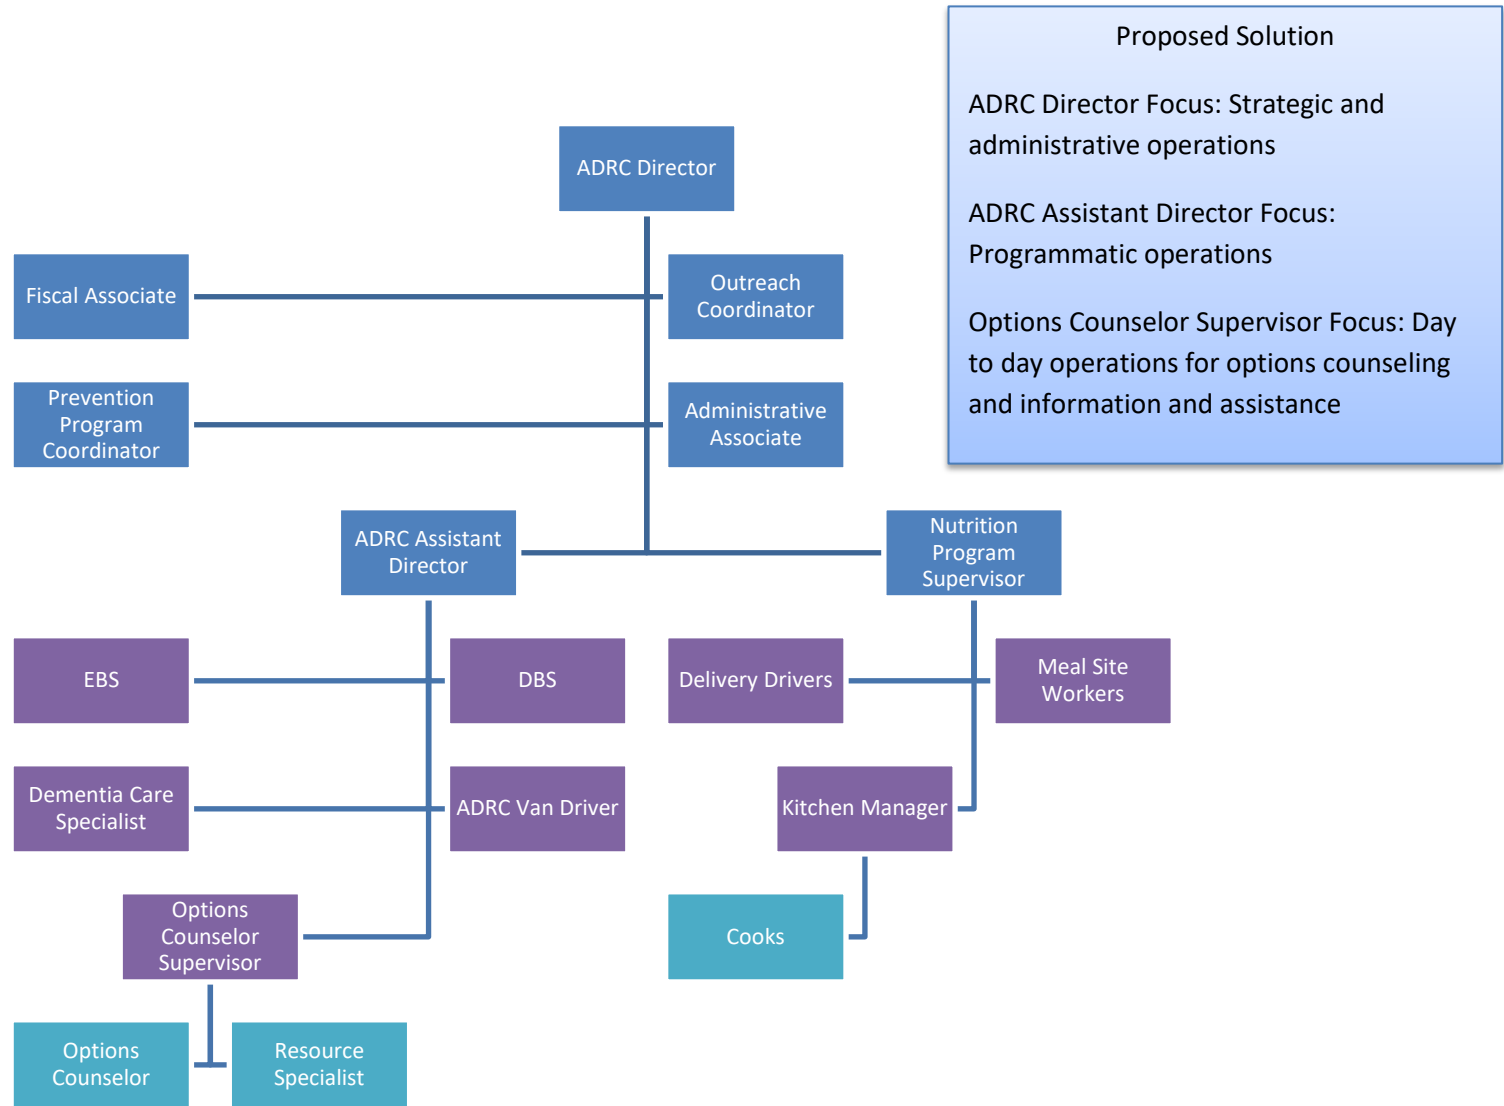 Proposed Solution
ADRC Director Focus: Strategic and
administrative operations
ADRC Assistant Director Focus:
Programmatic operations
Options Counselor Supervisor Focus: Day
to day operations for options counseling
and information and assistance
ADRC Director
Fiscal Associate
Outreach
Coordinator
Prevention
Program
Coordinator
Administrative
Associate
ADRC Assistant
Director
Nutrition
Program
Supervisor
EBS
DBS
Delivery Drivers
Meal Site
Workers
Dementia Care
Specialist
ADRC Van Driver
Kitchen Manager
Options
Counselor
Supervisor
Cooks
Options
Counselor
Resource
Specialist